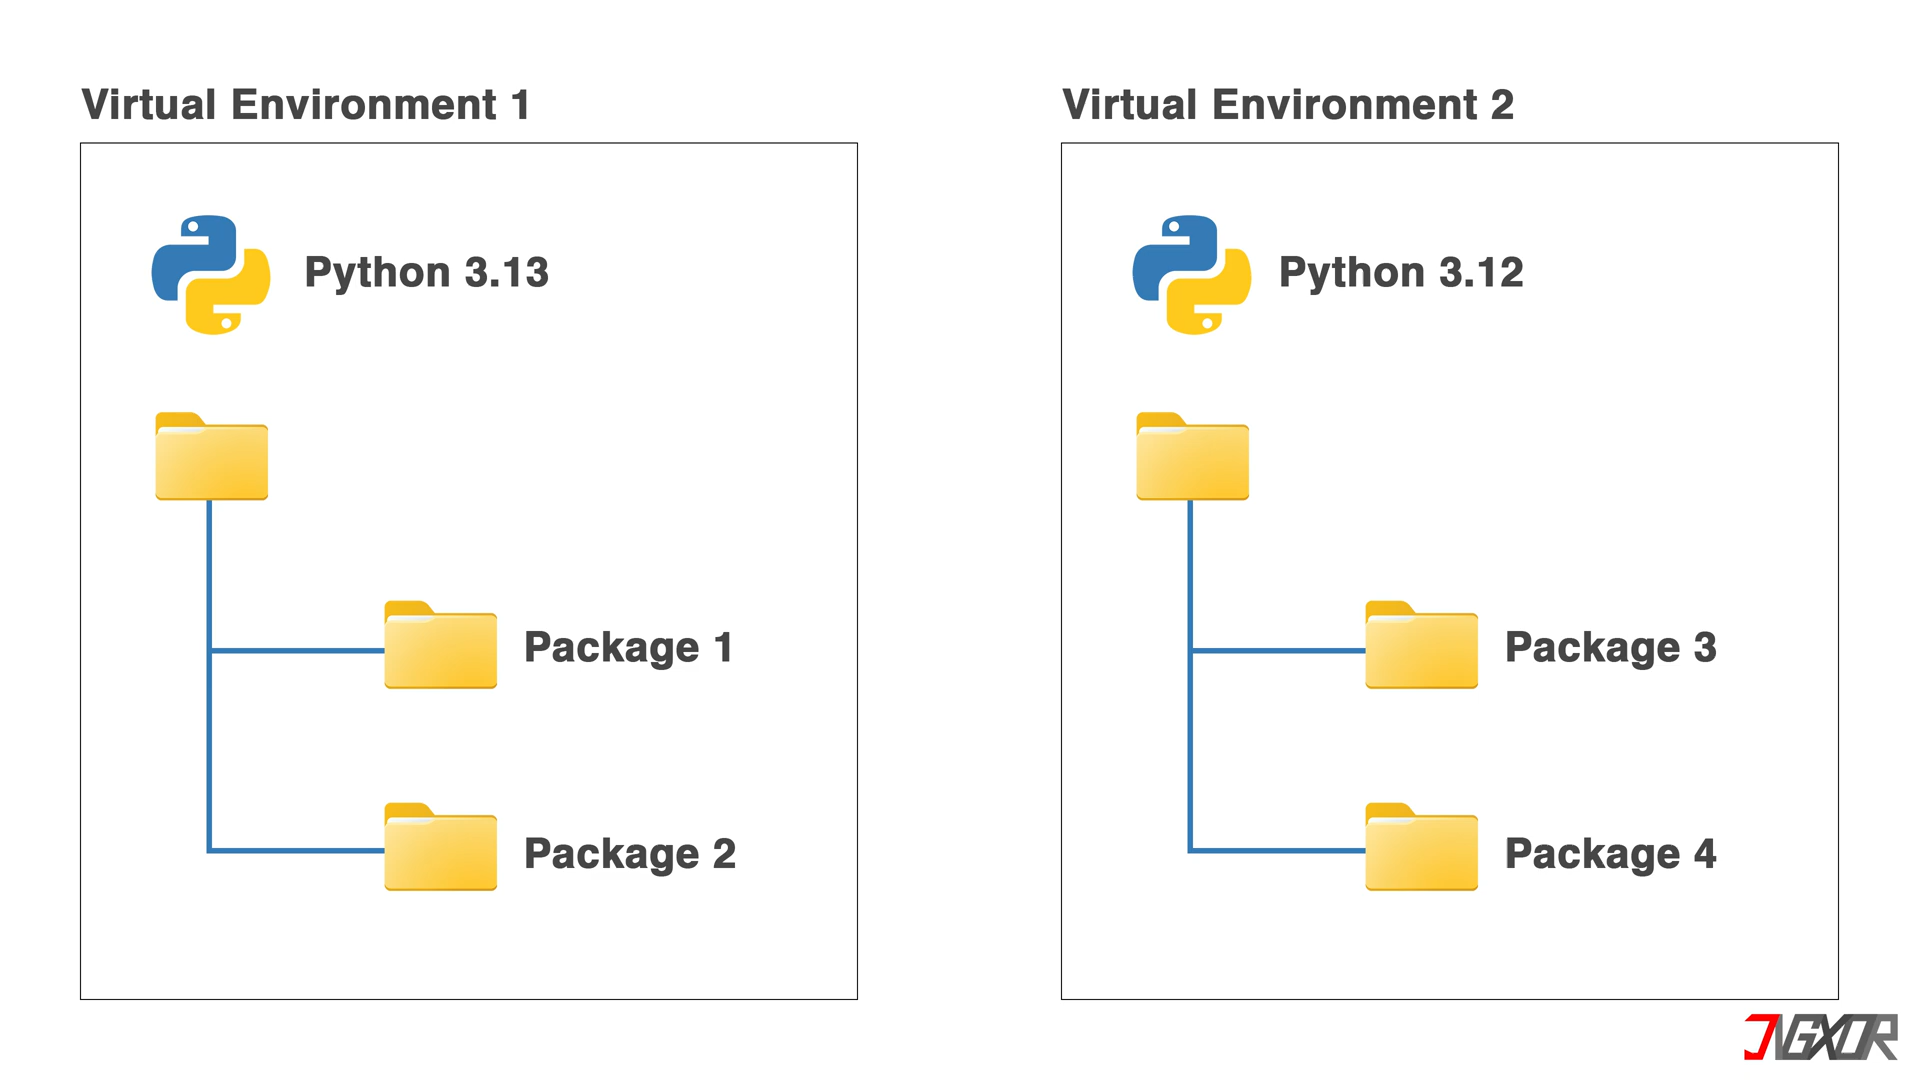 Virtual Environment 1
Python 3.13
Package 1
Package 2
Virtual Environment 2
Python 3.12
Package 3
Package 4
JIGXOR